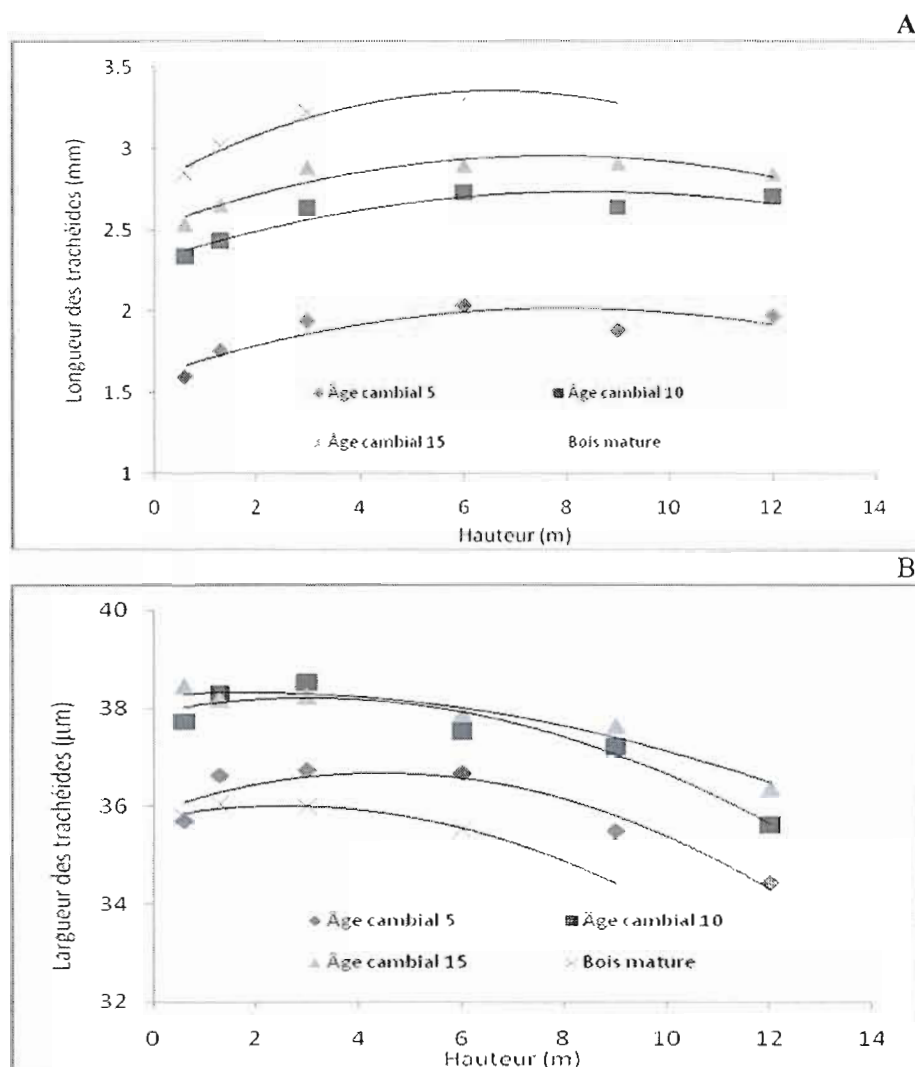 A
3.5
3
2.5
2
1.5
1
Longueur des trachéides (mm)
Âge cambial 5
Âge cambial 10
Âge cambial 15
Bois mature
0 2 4 6 8 10 12 14
Hauteur (m)
B
40
38
36
34
32
Largueur des trachéides (µm)
Âge cambial 5
Âge cambial 10
Âge cambial 15
Bois mature
0 2 4 6 8 10 12 14
Hauteur (m)